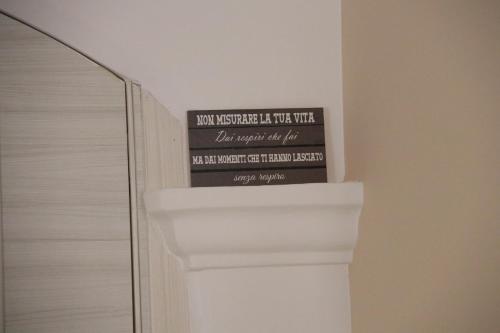 NON MISURARE LA TUA VITA
Dai respiri che fai
MA DAI MOMENTI CHE TI HANNO LASCIATO
senza respiro